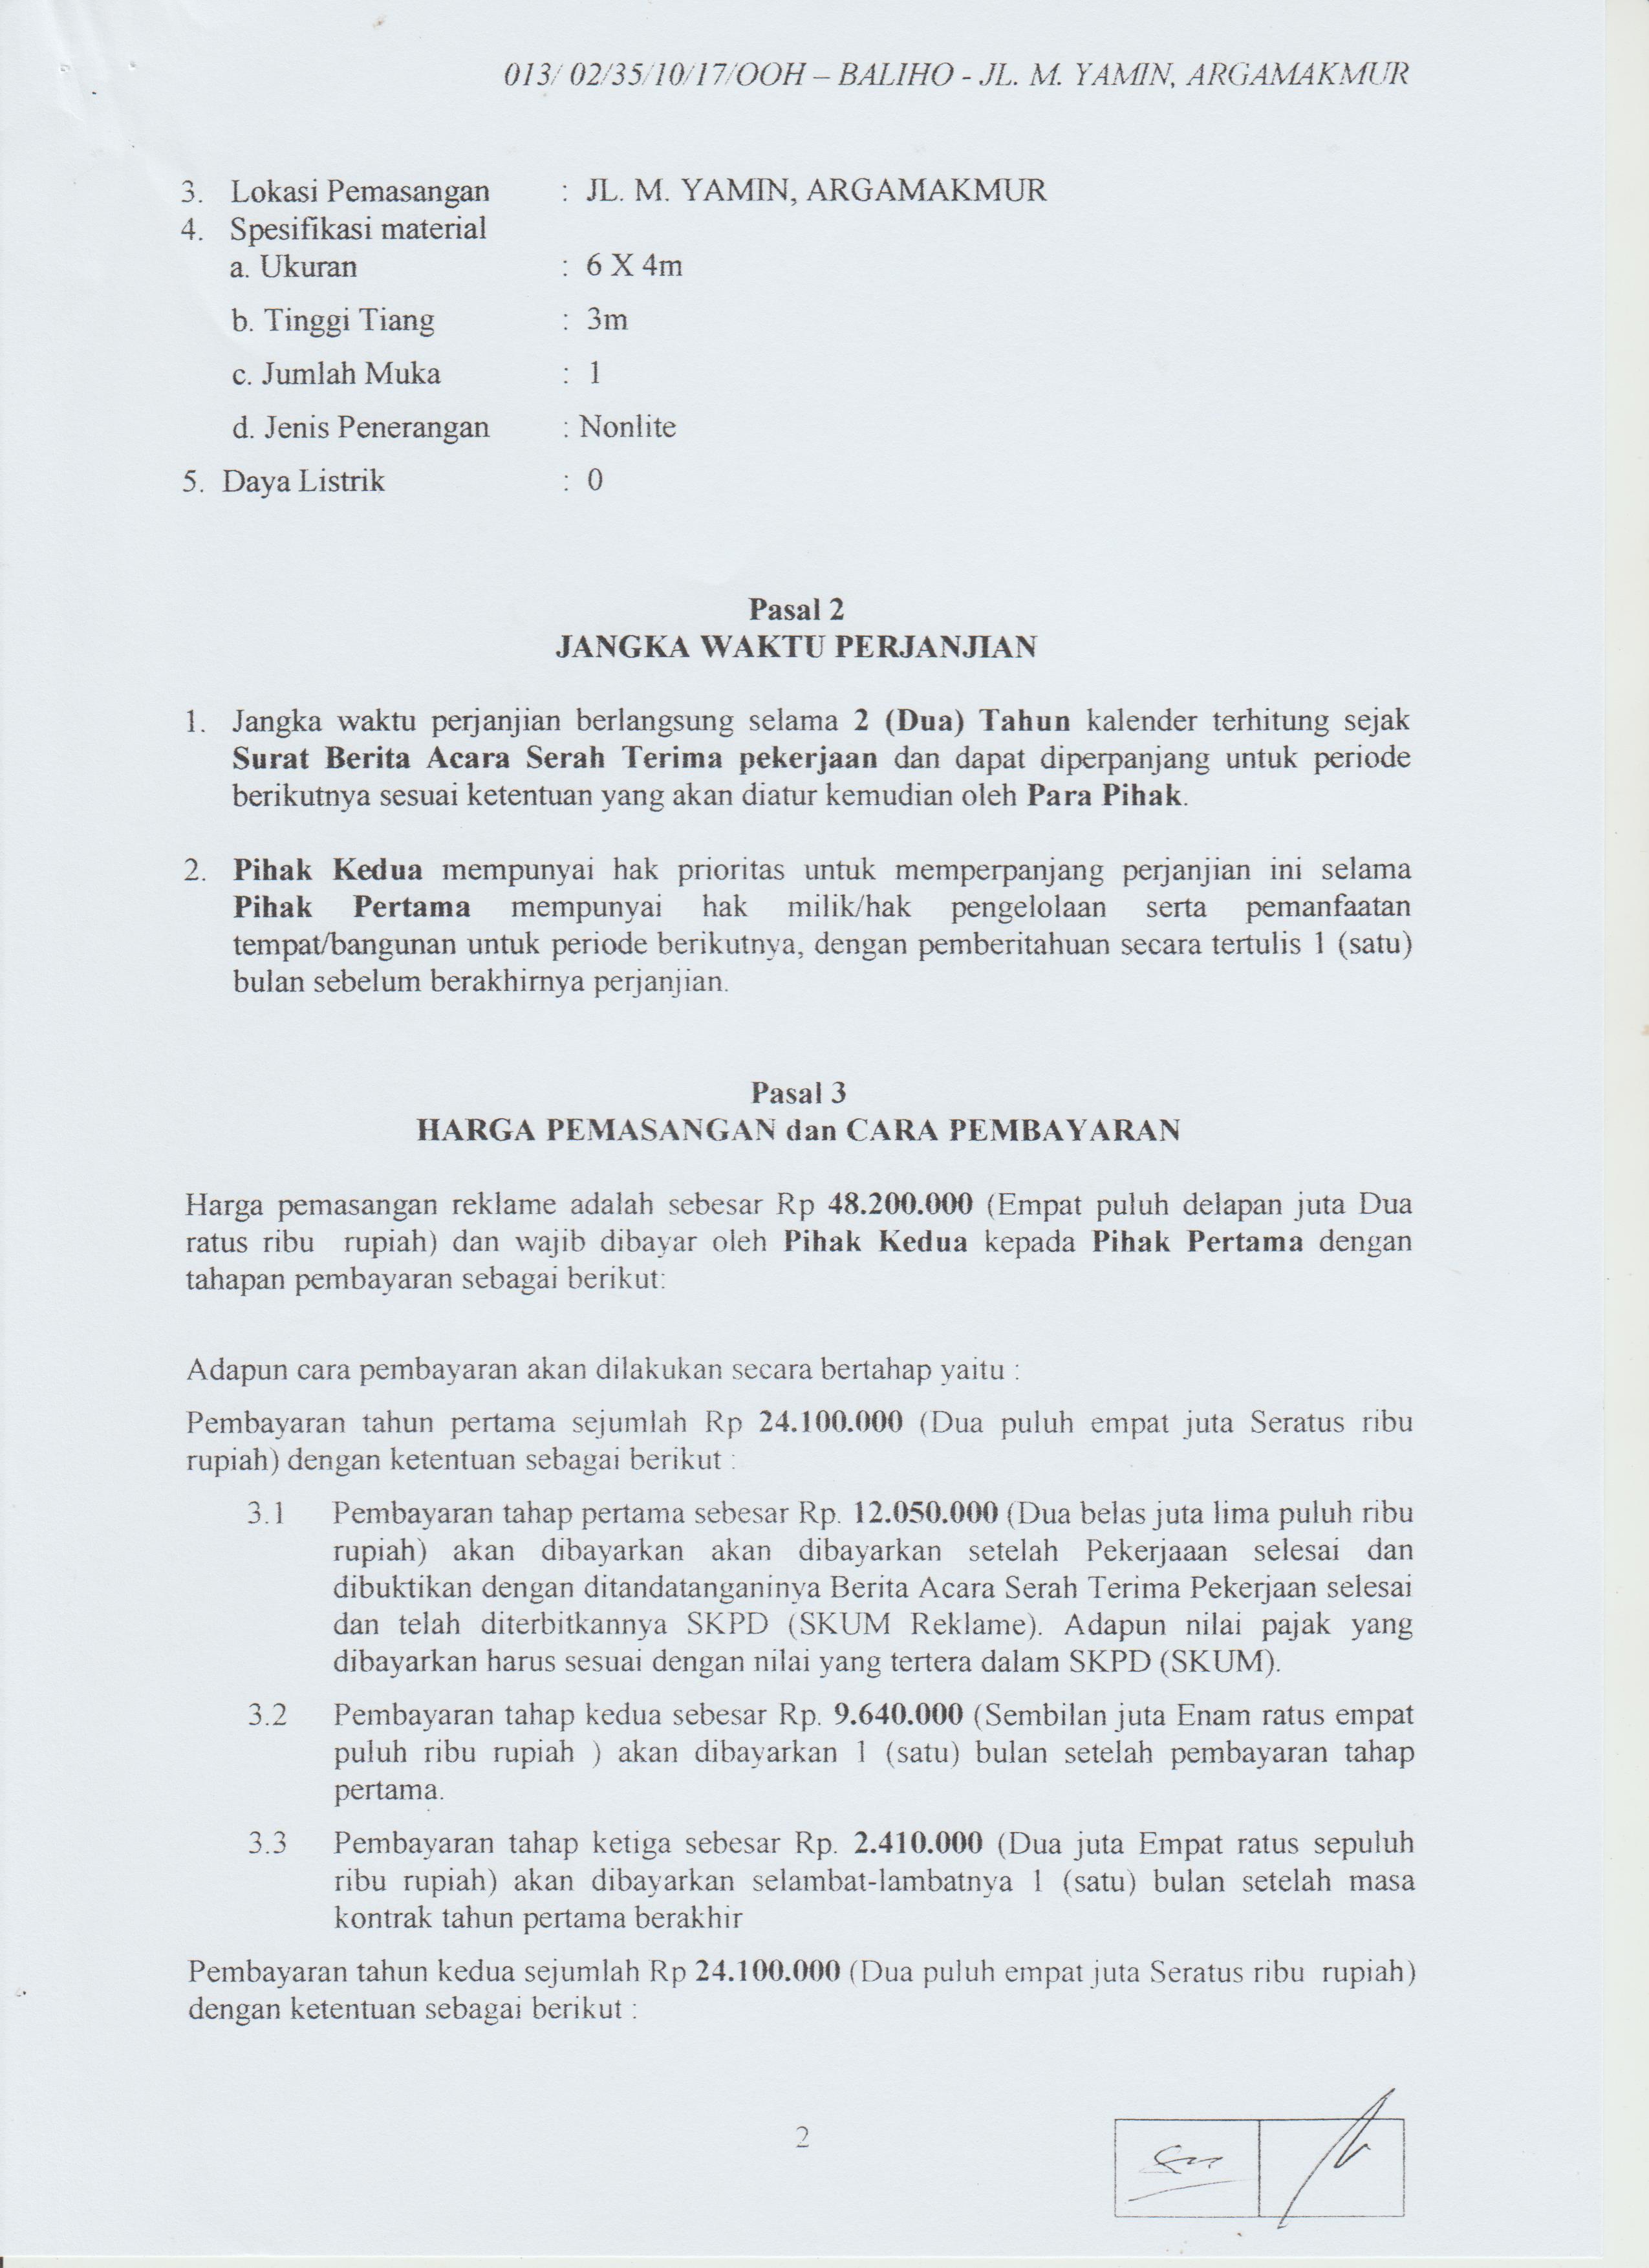 013/ 02/35/10/17/OOH – BALIHO - JL. M. YAMIN, ARGAMAKMUR
3. Lokasi Pemasangan : JL. M. YAMIN, ARGAMAKMUR
4. Spesifikasi material
a. Ukuran : 6 X 4m
b. Tinggi Tiang : 3m
c. Jumlah Muka : 1
d. Jenis Penerangan : Nonlite
5. Daya Listrik : 0
Pasal 2
JANGKA WAKTU PERJANJIAN
1. Jangka waktu perjanjian berlangsung selama 2 (Dua) Tahun kalender terhitung sejak
Surat Berita Acara Serah Terima pekerjaan dan dapat diperpanjang untuk periode
berikutnya sesuai ketentuan yang akan diatur kemudian oleh Para Pihak.
2. Pihak Kedua mempunyai hak prioritas untuk memperpanjang perjanjian ini selama
Pihak Pertama mempunyai hak milik/hak pengelolaan serta pemanfaatan
tempat/bangunan untuk periode berikutnya, dengan pemberitahuan secara tertulis 1 (satu)
bulan sebelum berakhirnya perjanjian.
Pasal 3
HARGA PEMASANGAN dan CARA PEMBAYARAN
Harga pemasangan reklame adalah sebesar Rp 48.200.000 (Empat puluh delapan juta Dua
ratus ribu rupiah) dan wajib dibayar oleh Pihak Kedua kepada Pihak Pertama dengan
tahapan pembayaran sebagai berikut:
Adapun cara pembayaran akan dilakukan secara bertahap yaitu :
Pembayaran tahun pertama sejumlah Rp 24.100.000 (Dua puluh empat juta Seratus ribu
rupiah) dengan ketentuan sebagai berikut :
3.1 Pembayaran tahap pertama sebesar Rp. 12.050.000 (Dua belas juta lima puluh ribu
rupiah) akan dibayarkan akan dibayarkan setelah Pekerjaaan selesai dan
dibuktikan dengan ditandatanganinya Berita Acara Serah Terima Pekerjaan selesai
dan telah diterbitkannya SKPD (SKUM Reklame). Adapun nilai pajak yang
dibayarkan harus sesuai dengan nilai yang tertera dalam SKPD (SKUM).
3.2 Pembayaran tahap kedua sebesar Rp. 9.640.000 (Sembilan juta Enam ratus empat
puluh ribu rupiah ) akan dibayarkan 1 (satu) bulan setelah pembayaran tahap
pertama.
3.3 Pembayaran tahap ketiga sebesar Rp. 2.410.000 (Dua juta Empat ratus sepuluh
ribu rupiah) akan dibayarkan selambat-lambatnya 1 (satu) bulan setelah masa
kontrak tahun pertama berakhir
Pembayaran tahun kedua sejumlah Rp 24.100.000 (Dua puluh empat juta Seratus ribu rupiah)
dengan ketentuan sebagai berikut :
2